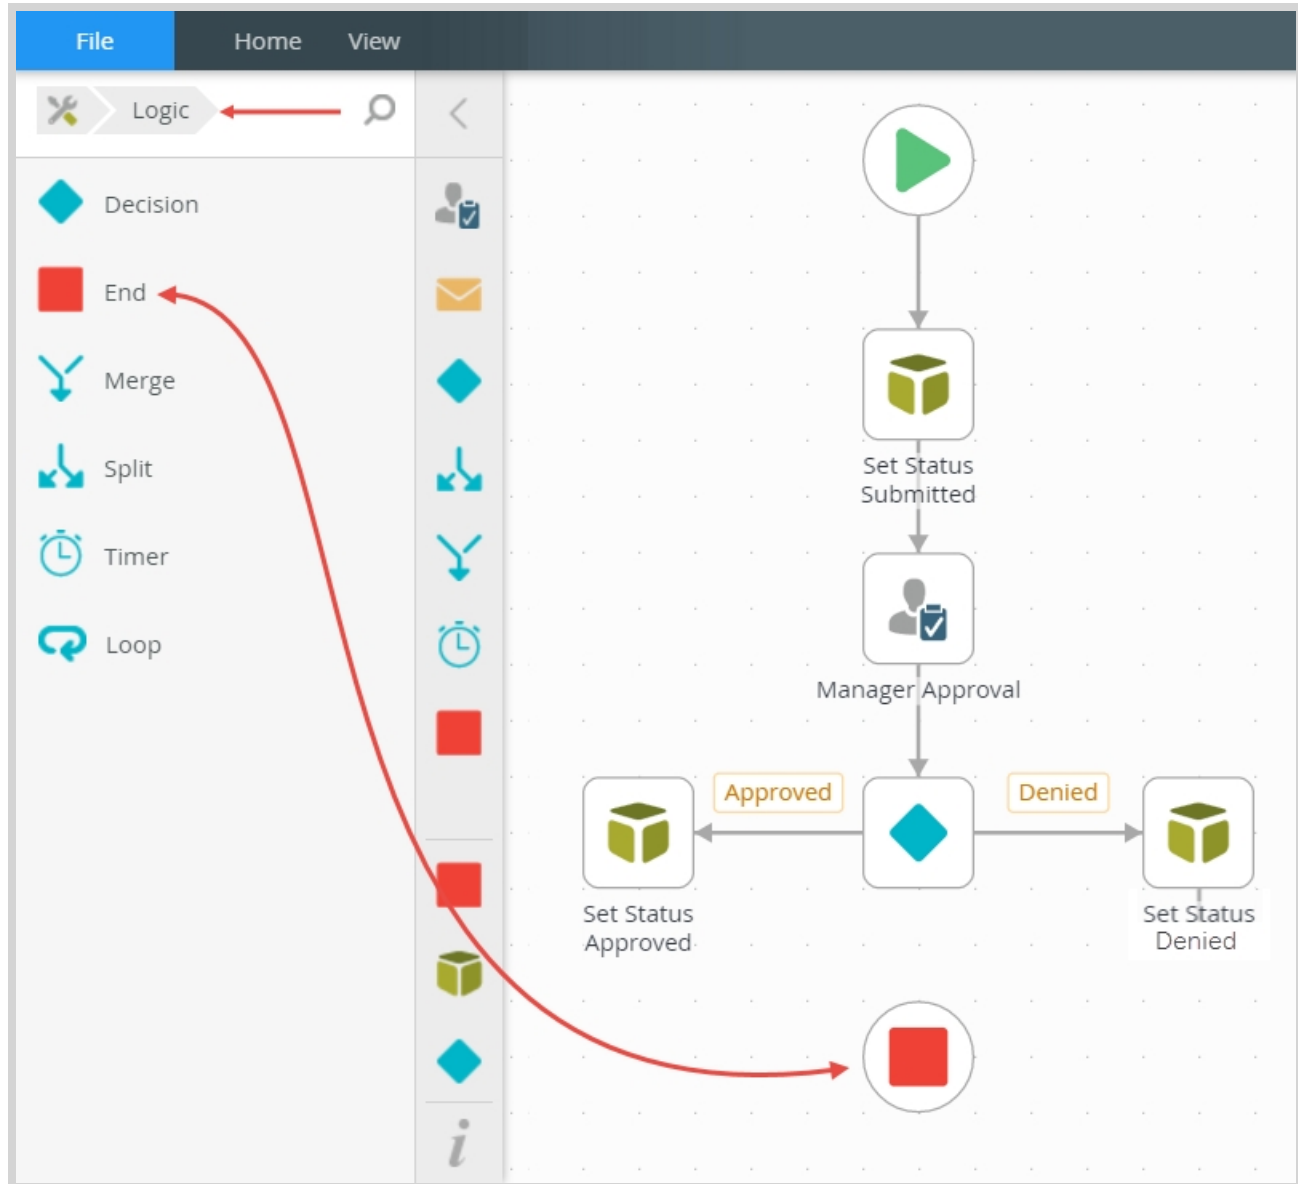 File
Home
View
Logic
Decision
End
Merge
Split
Timer
Loop
i
Set Status
Submitted
Manager Approval
Approved
Denied
Set Status
Approved
Set Status
Denied